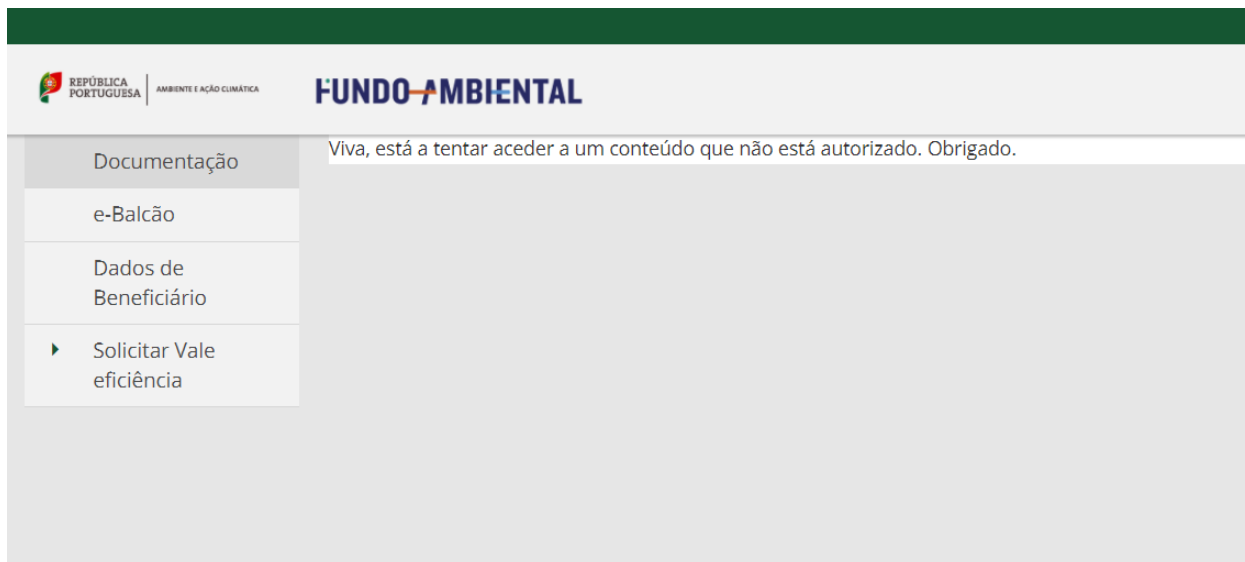 REPÚBLICA
PORTUGUESA
AMBIENTE E AÇÃO CLIMÁTICA
FUNDO AMBIENTAL
Documentação
Viva, está a tentar aceder a um conteúdo que não está autorizado. Obrigado.
e-Balcão
Dados de
Beneficiário
Solicitar Vale
eficiência